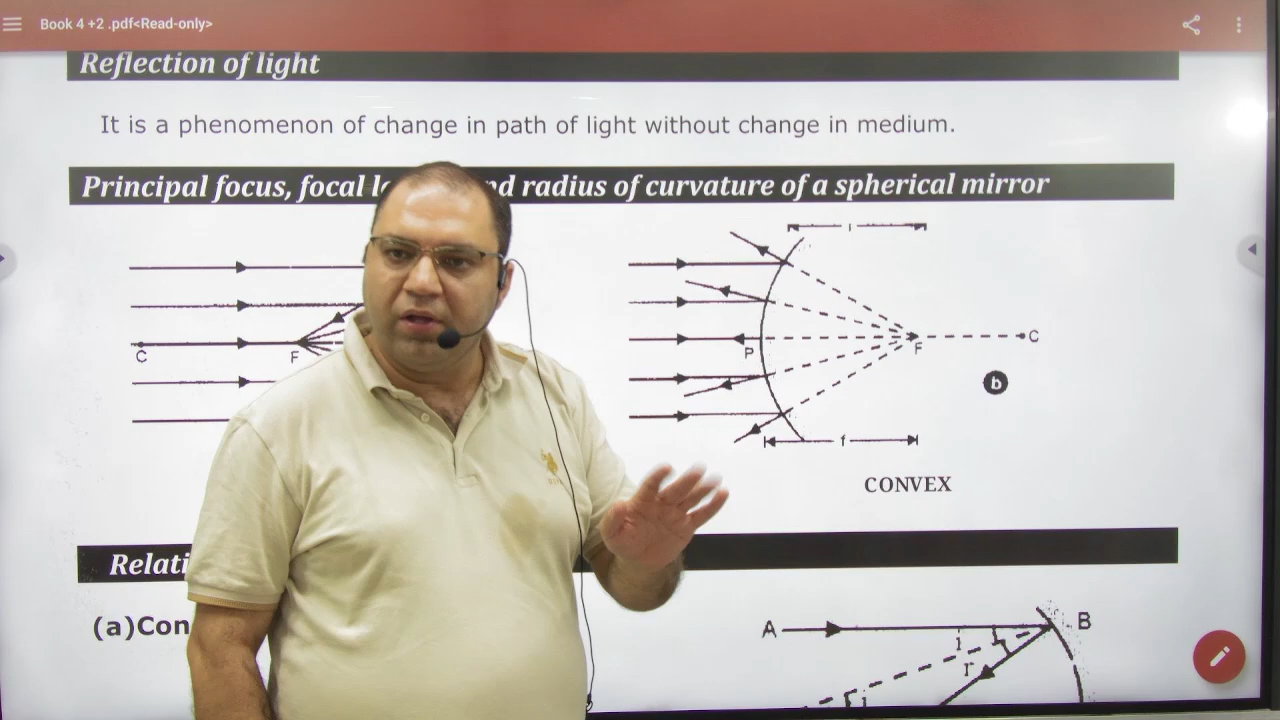 Book 4 +2 .pdf<Read-only>
Reflection of light
It is a phenomenon of change in path of light without change in medium.
Principal focus, focal radius of curvature of a spherical mirror
C F
P F C
b
f
CONVEX
Relati
(a)Con
A B
i
r
i